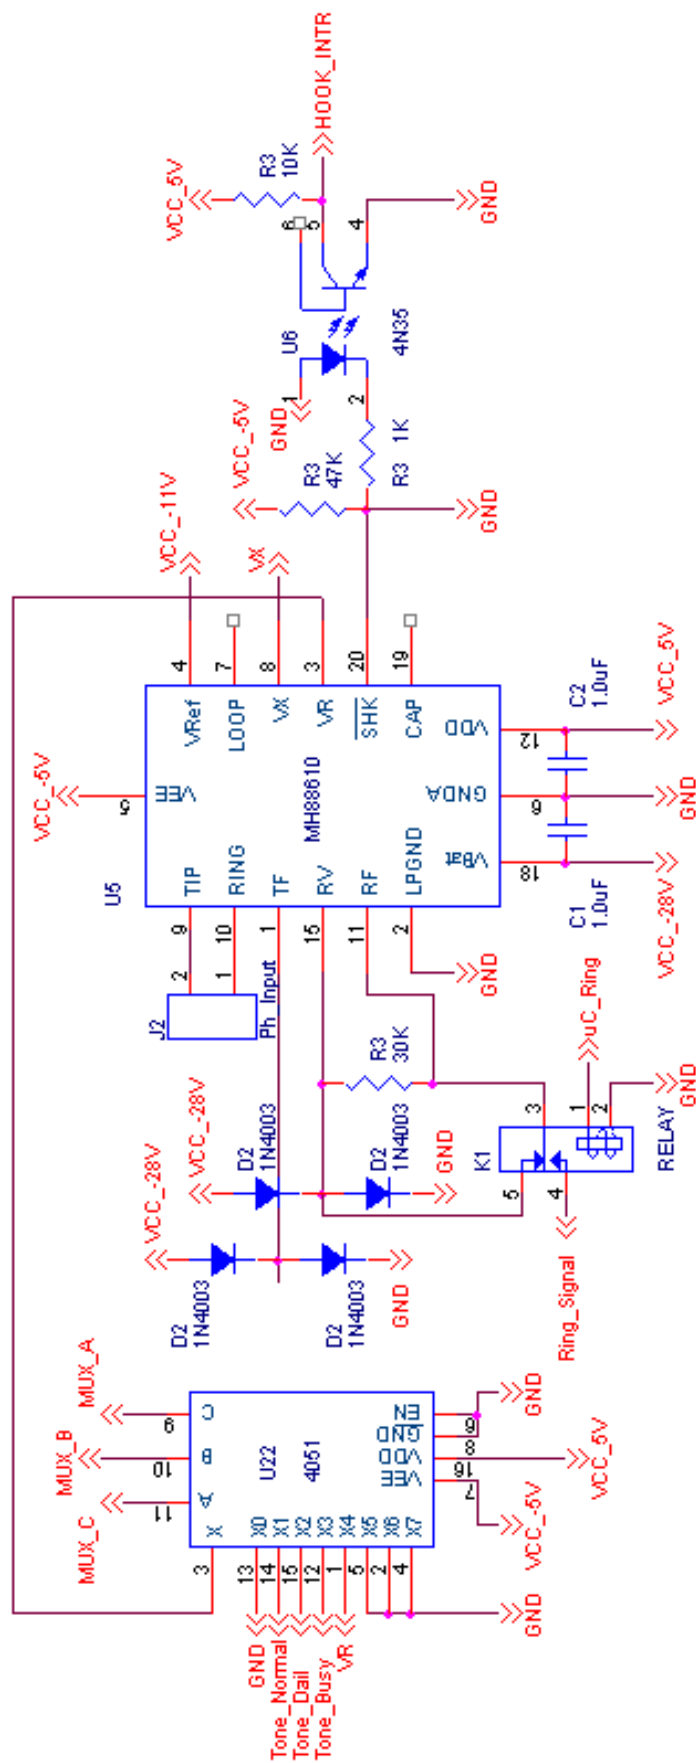 HOOK_INTR
VCC_5V
R3
10K
6
5
4
GND
U6
4N35
1
2
GND
VCC_-5V
R3
47K
R3
1K
GND
VCC_-11V
VX
4
7
8
3
20
19
VRef
LOOP
VX
VR
SHK
CAP
VCC_-5V
5
VEE
MH88610
VDD
GNDA
VBat
12
6
18
C2
1.0uF
C1
1.0uF
VCC_5V
GND
VCC_-28V
U5
TIP
RING
TF
RV
RF
LPGND
9
10
1
15
11
2
GND
2
1
J2
Ph_Input
R3
30K
VCC_-28V
VCC_-28V
D2
1N4003
D2
1N4003
GND
D2
1N4003
D2
1N4003
GND
K1
3
1
2
5
4
RELAY
uC_Ring
GND
Ring_Signal
MUX_A
MUX_B
MUX_C
9
10
11
C
B
A
X
U22
4051
EN
GND
VDD
VEE
6
8
16
7
GND
VCC_5V
VCC_-5V
X0
X1
X2
X3
X4
X5
X6
X7
3
13
14
15
12
1
5
2
4
GND
Tone_Normal
Tone_Dail
Tone_Busy
VR
GND